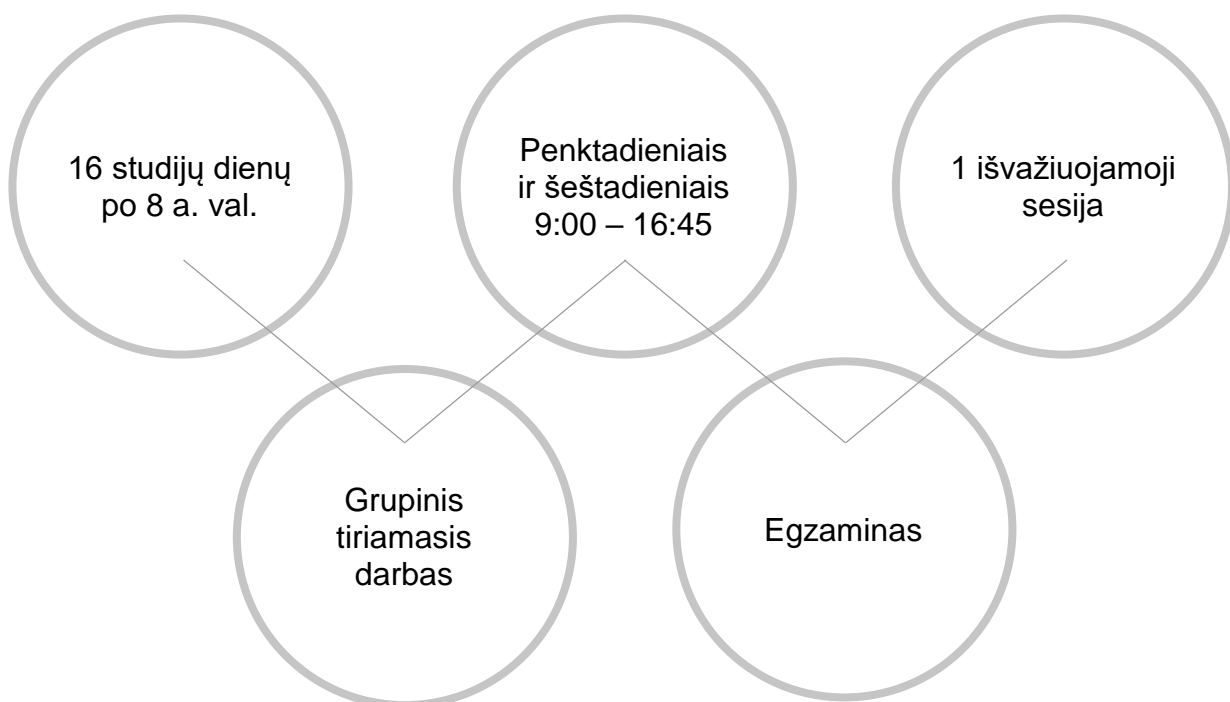 16 studijų dienų
po 8 a. val.
Penktadieniais
ir šeštadieniais
9:00 – 16:45
1 išvažiuojamoji
sesija
Grupinis
tiriamasis
darbas
Egzaminas